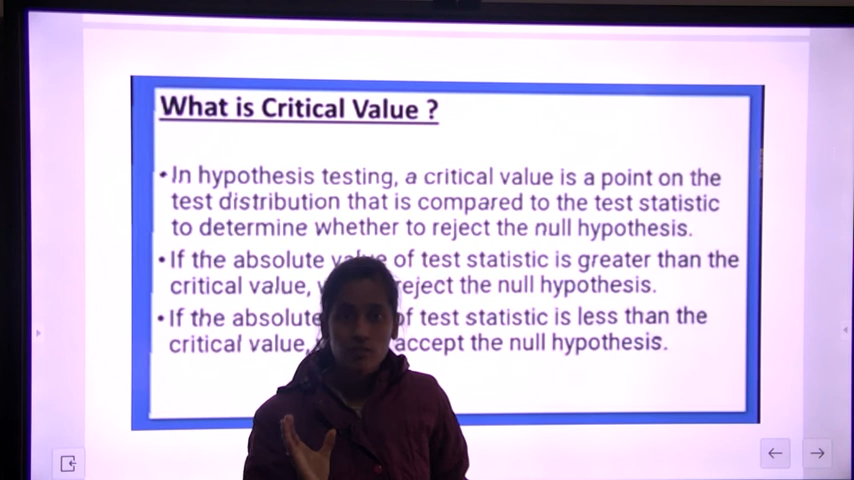 What is Critical Value ?
• In hypothesis testing, a critical value is a point on the
test distribution that is compared to the test statistic
to determine whether to reject the null hypothesis.
• If the absolute value of test statistic is greater than the
critical value, reject the null hypothesis.
• If the absolute of test statistic is less than the
critical value, accept the null hypothesis.